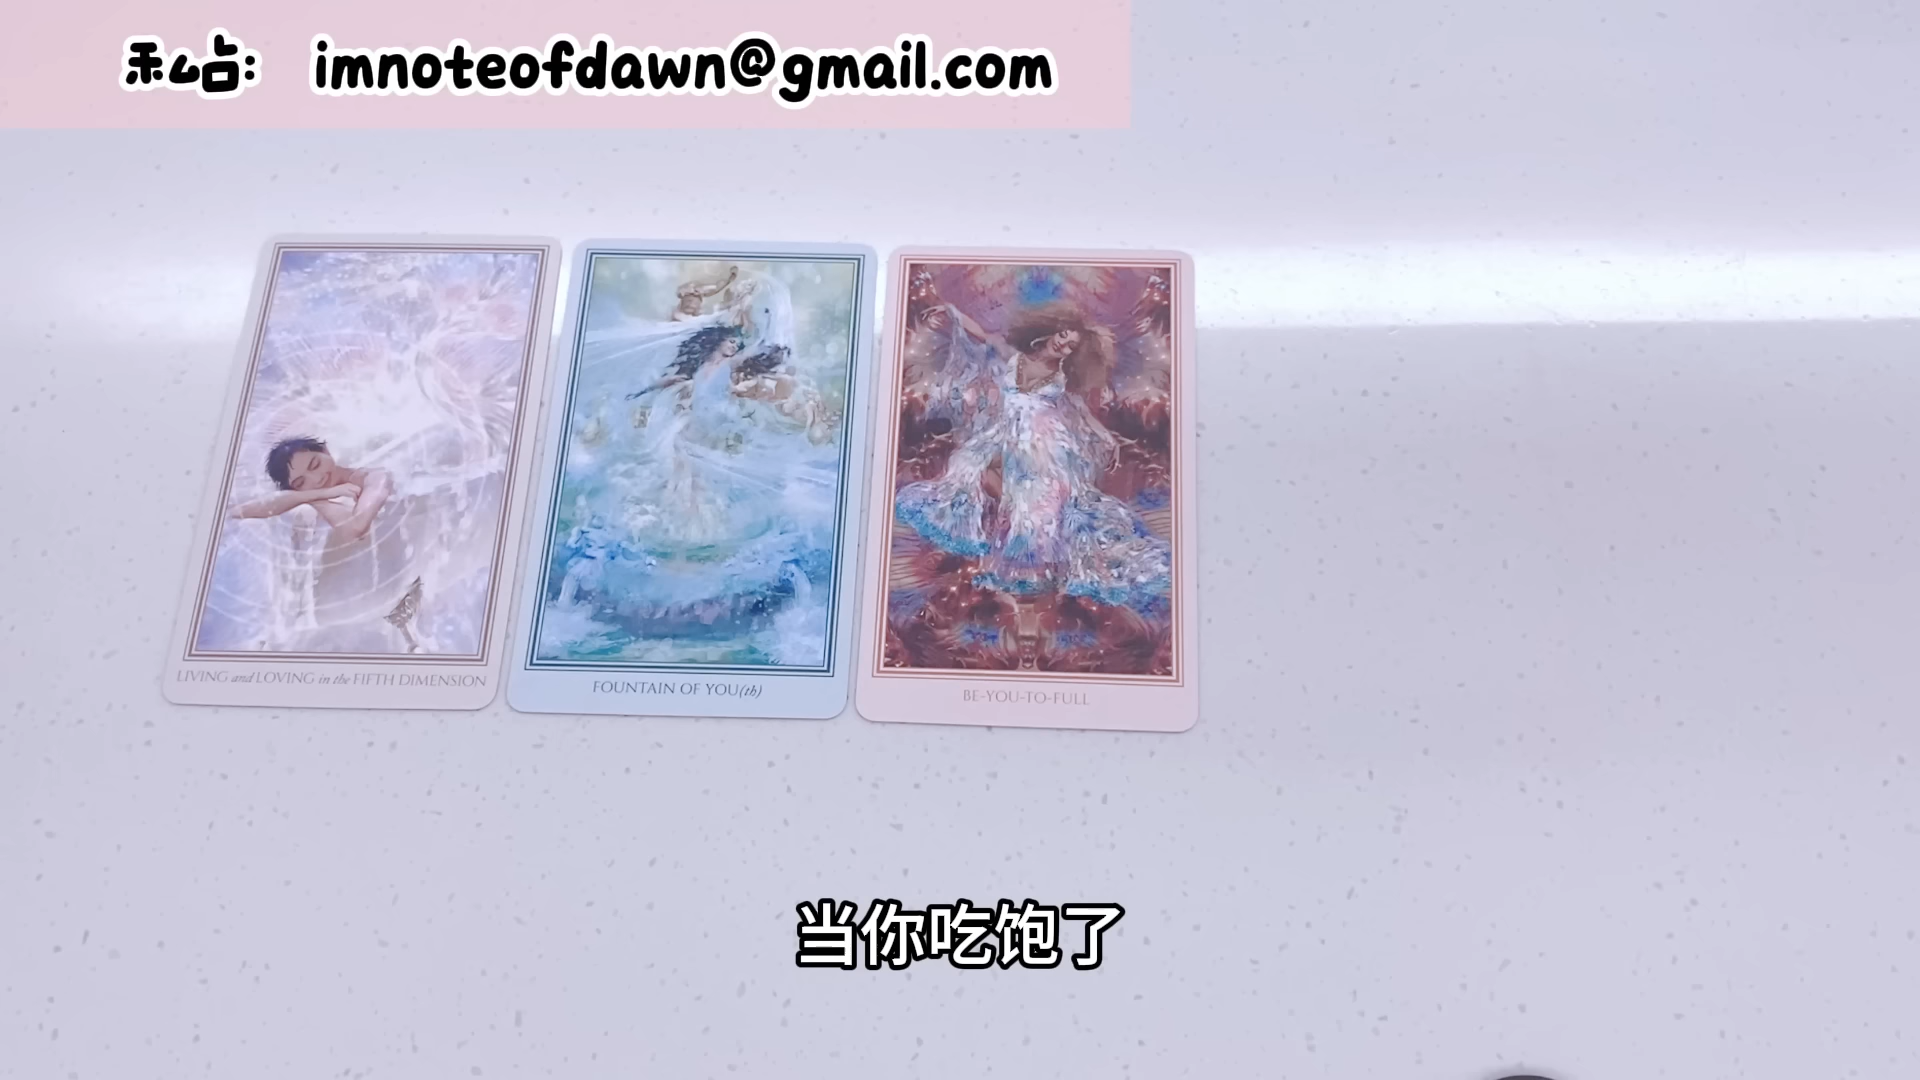 私占: imnoteofdawn@gmail.com
LIVING and LOVING in the FIFTH DIMENSION
FOUNTAIN OF YOU(th)
BE-YOU-TO-FULL
当你吃饱了